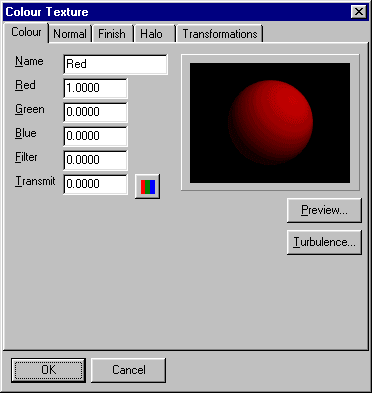 Colour Texture
Colour Normal Finish Halo Transformations
Name Red
Red 1.0000
Green 0.0000
Blue 0.0000
Filter 0.0000
Transmit 0.0000
Preview...
Turbulence...
OK Cancel